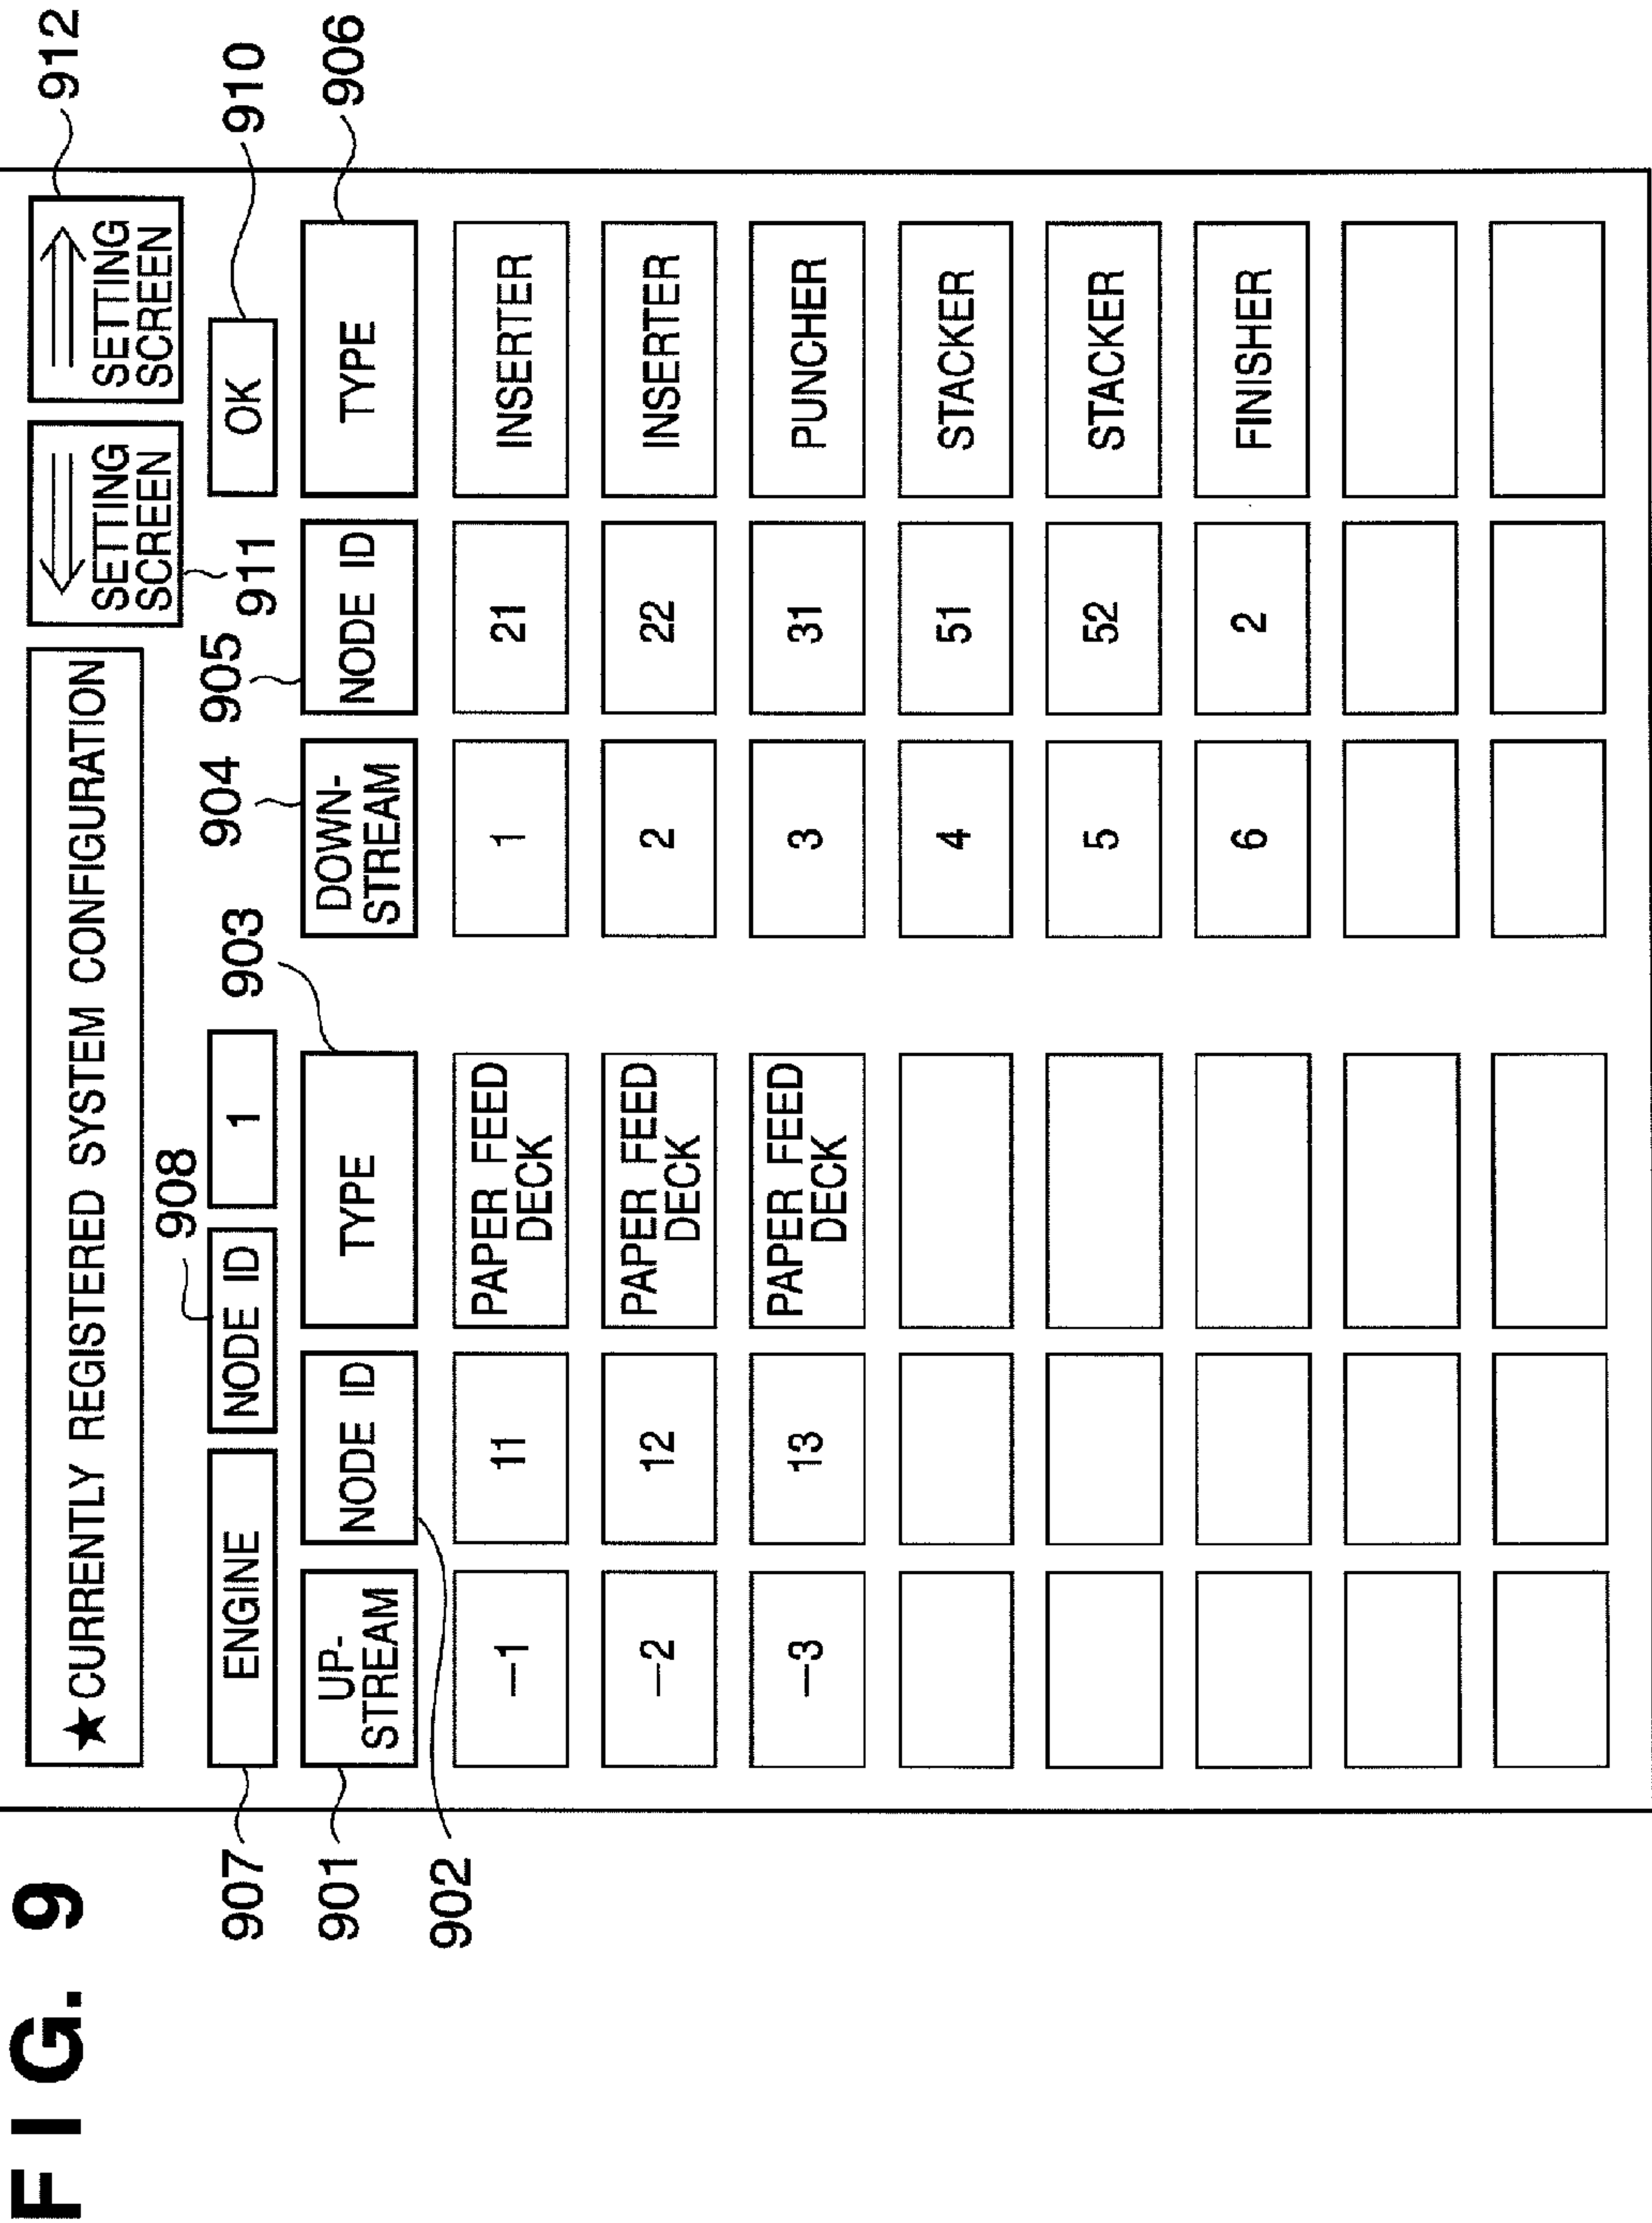 FIG. 9
★CURRENTLY REGISTERED SYSTEM CONFIGURATION
SETTING
SCREEN
SETTING
SCREEN
912
911
908
907
ENGINE
NODE ID
1
OK
910
903
904
905
906
901
UP-
STREAM
NODE ID
TYPE
DOWN-
STREAM
NODE ID
TYPE
902
–1
11
PAPER FEED
DECK
1
21
INSERTER
–2
12
PAPER FEED
DECK
2
22
INSERTER
–3
13
PAPER FEED
DECK
3
31
PUNCHER
4
51
STACKER
5
52
STACKER
6
2
FINISHER